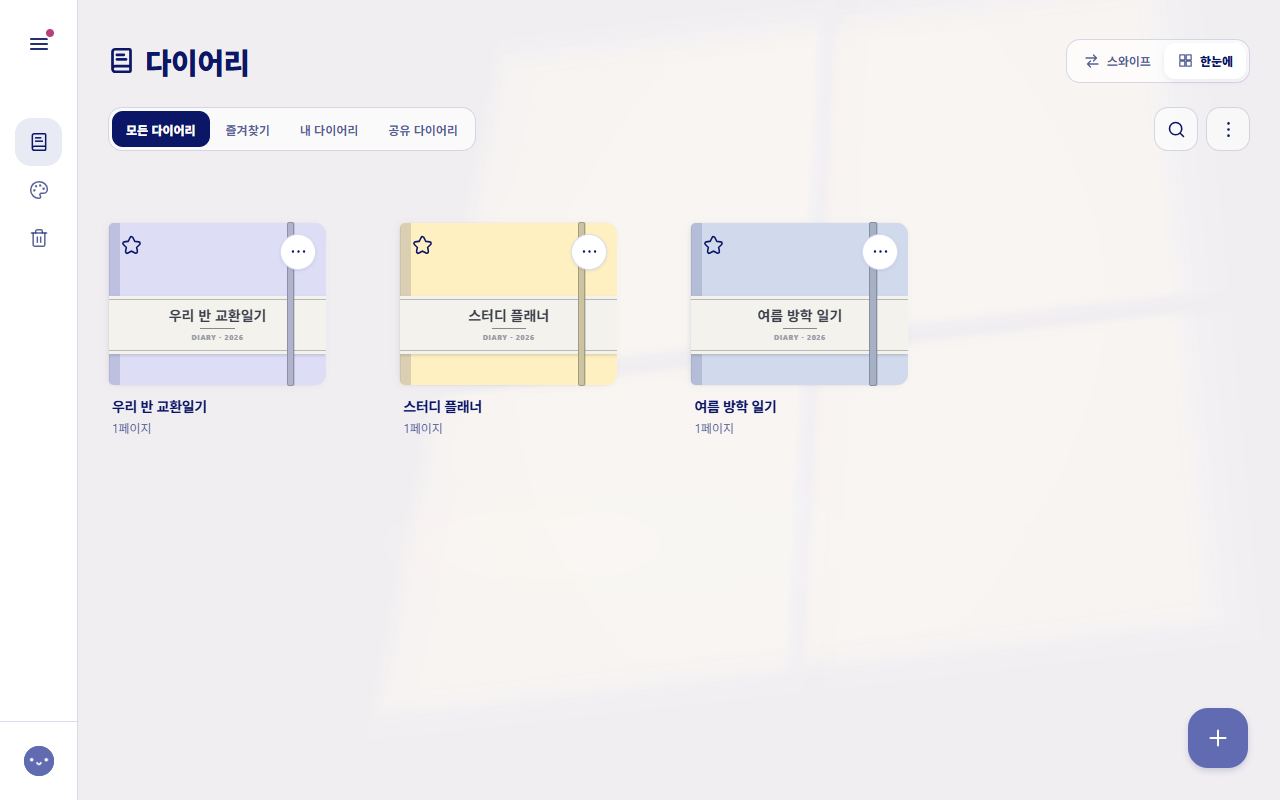 다이어리
스와이프
한눈에
모든 다이어리
즐겨찾기
내 다이어리
공유 다이어리
우리 반 교환일기
DIARY · 2026
우리 반 교환일기
1페이지
스터디 플래너
DIARY · 2026
스터디 플래너
1페이지
여름 방학 일기
DIARY · 2026
여름 방학 일기
1페이지